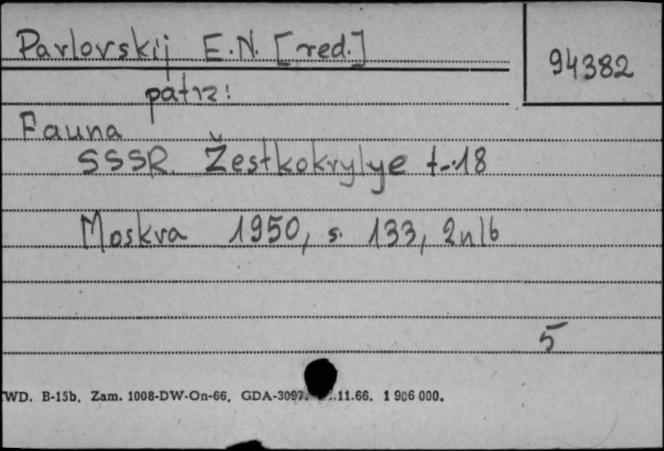 Pavlovskij E.N. [red.]
94382
patrz:
Fauna
SSSR. Žestkokrylye t.18
Moskva 1950, s. 133, 2nlb
5
WD. B-15b. Zam. 1008-DW-On-66. GDA-3097. .11.66. 1 906 000.